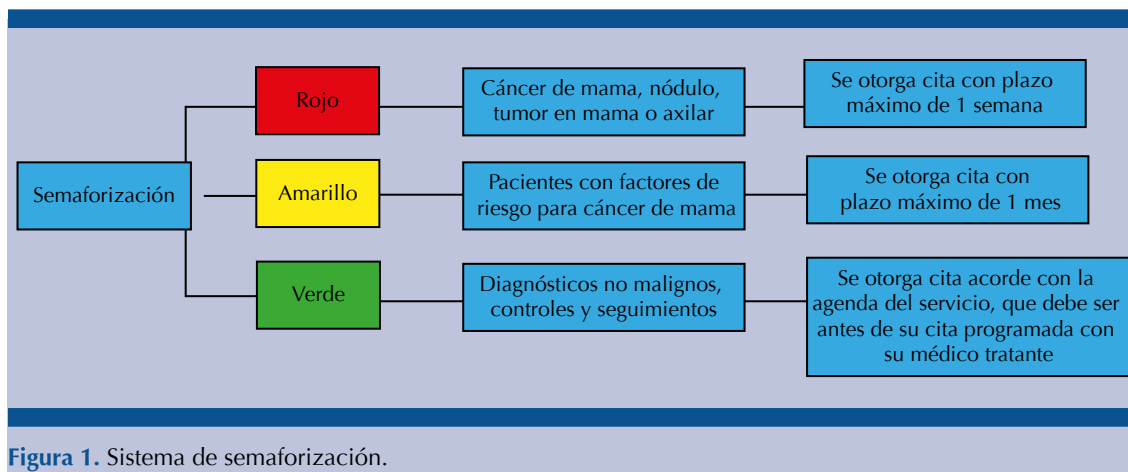 Rojo
Cáncer de mama, nódulo,
tumor en mama o axilar
Se otorga cita con plazo
máximo de 1 semana
Semaforización
Amarillo
Pacientes con factores de
riesgo para cáncer de mama
Se otorga cita con
plazo máximo de 1 mes
Verde
Diagnósticos no malignos,
controles y seguimientos
Se otorga cita acorde con la
agenda del servicio, que debe ser
antes de su cita programada con
su médico tratante
Figura 1. Sistema de semaforización.